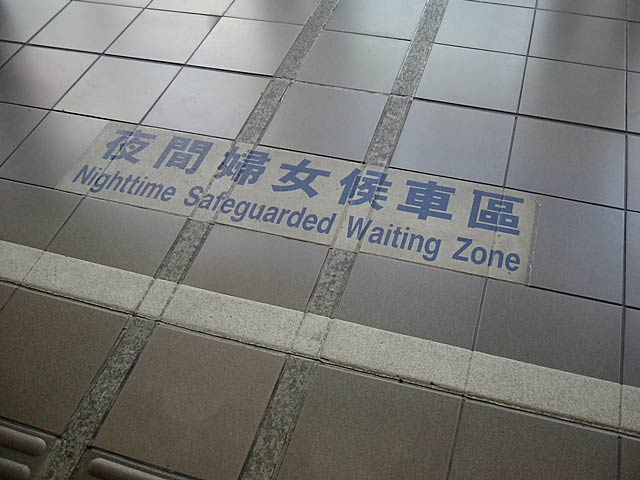 夜間婦女候車區
Nighttime Safeguarded Waiting Zone